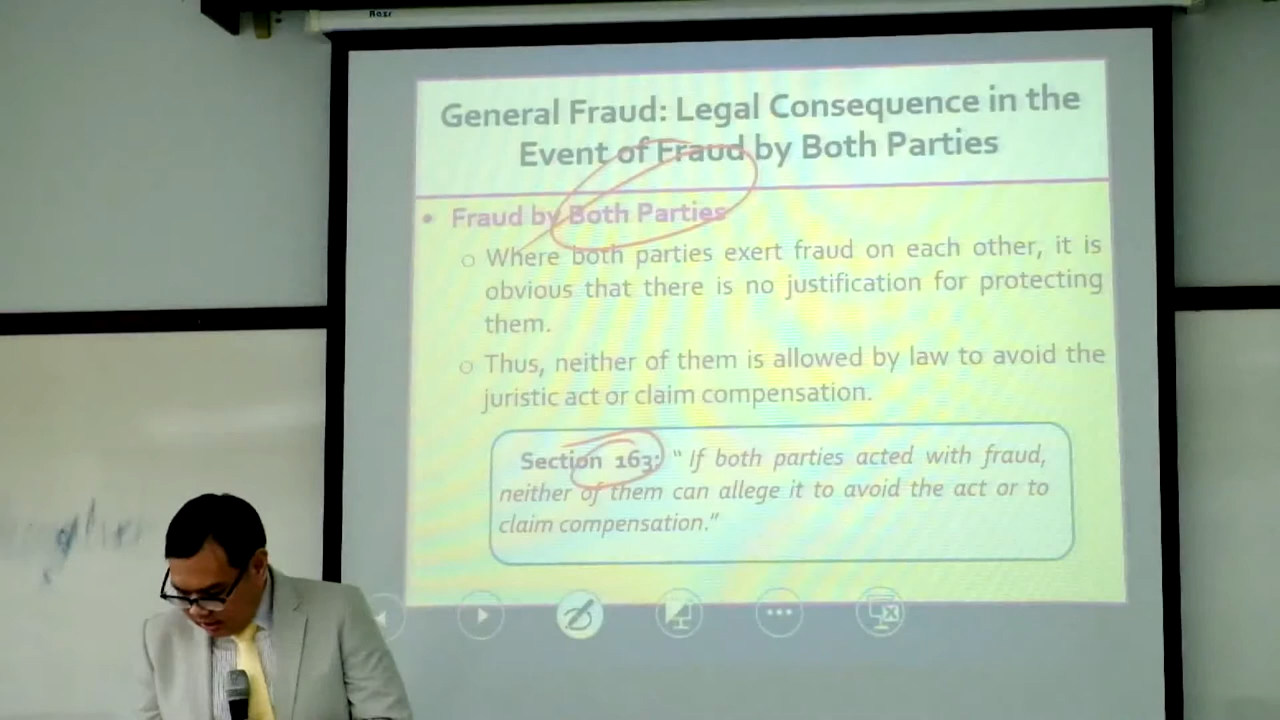 General Fraud: Legal Consequence in the
Event of Fraud by Both Parties
• Fraud by Both Parties
o Where both parties exert fraud on each other, it is
obvious that there is no justification for protecting
them.
o Thus, neither of them is allowed by law to avoid the
juristic act or claim compensation.
Section 163: " If both parties acted with fraud,
neither of them can allege it to avoid the act or to
claim compensation."